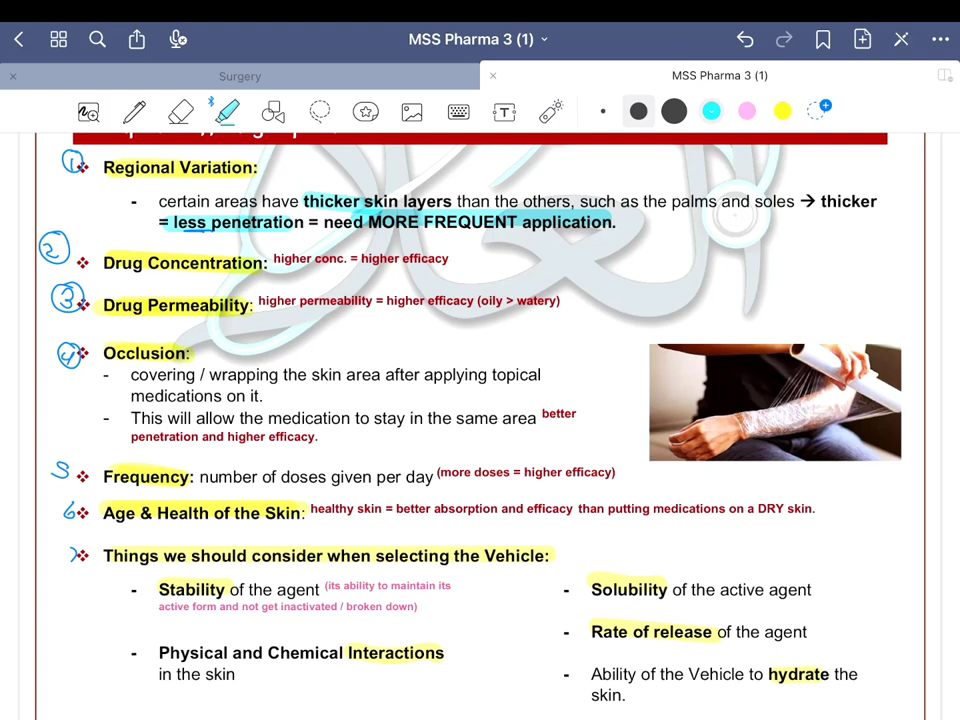 MSS Pharma 3 (1)
Surgery
MSS Pharma 3 (1)
1 ❖ Regional Variation:
- certain areas have thicker skin layers than the others, such as the palms and soles → thicker
= less penetration = need MORE FREQUENT application.
2 ❖ Drug Concentration: higher conc. = higher efficacy
3 ❖ Drug Permeability: higher permeability = higher efficacy (oily > watery)
4 ❖ Occlusion:
- covering / wrapping the skin area after applying topical
medications on it.
- This will allow the medication to stay in the same area better
penetration and higher efficacy.
5 ❖ Frequency: number of doses given per day (more doses = higher efficacy)
6 ❖ Age & Health of the Skin: healthy skin = better absorption and efficacy than putting medications on a DRY skin.
❖ Things we should consider when selecting the Vehicle:
- Stability of the agent (its ability to maintain its
active form and not get inactivated / broken down)
- Physical and Chemical Interactions
in the skin
- Solubility of the active agent
- Rate of release of the agent
- Ability of the Vehicle to hydrate the
skin.